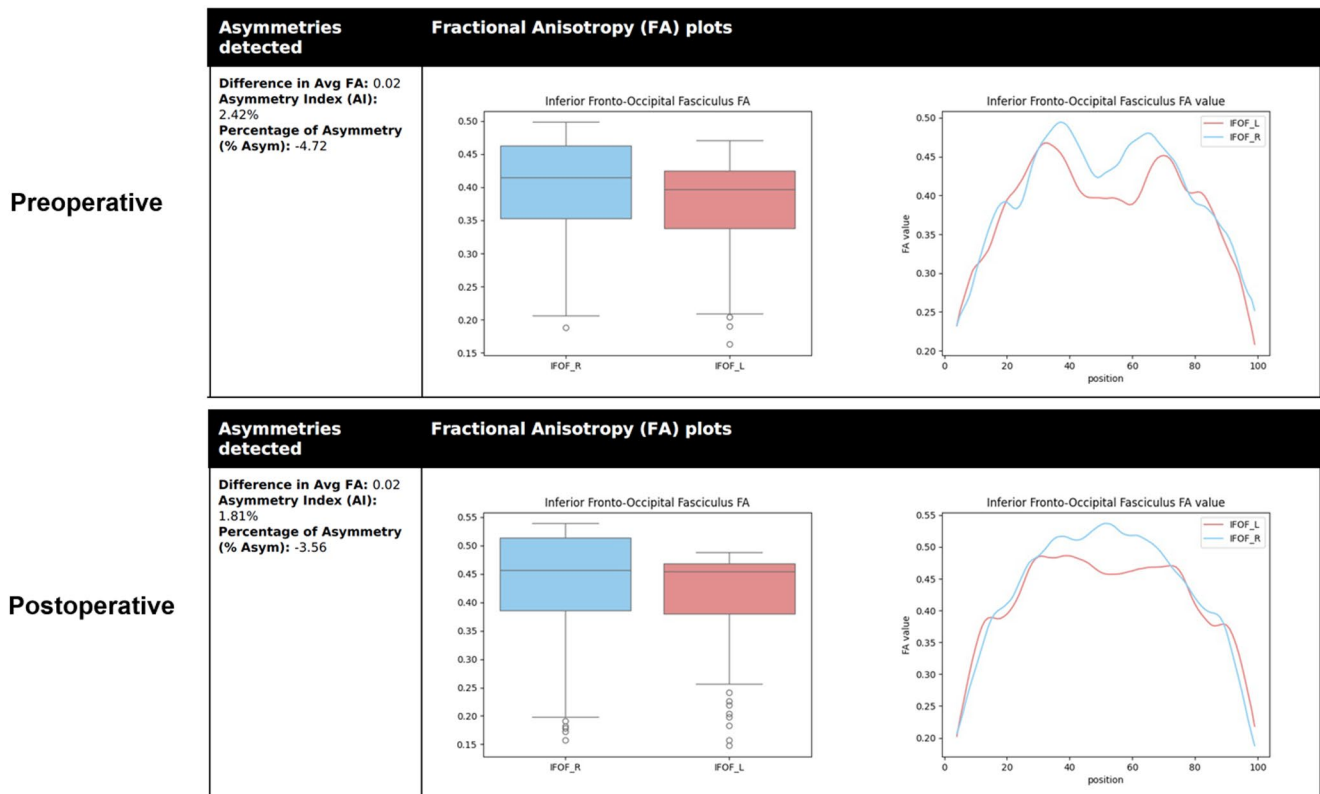 Preoperative
Asymmetries
detected
Fractional Anisotropy (FA) plots
Difference in Avg FA: 0.02
Asymmetry Index (AI):
2.42%
Percentage of Asymmetry
(% Asym): -4.72
Inferior Fronto-Occipital Fasciculus FA
0.50
0.45
0.40
0.35
0.30
0.25
0.20
0.15
IFOF_R IFOF_L
Inferior Fronto-Occipital Fasciculus FA value
IFOF_L
IFOF_R
FA value
0.50
0.45
0.40
0.35
0.30
0.25
0.20
0 20 40 60 80 100
position
Postoperative
Asymmetries
detected
Fractional Anisotropy (FA) plots
Difference in Avg FA: 0.02
Asymmetry Index (AI):
1.81%
Percentage of Asymmetry
(% Asym): -3.56
Inferior Fronto-Occipital Fasciculus FA
0.55
0.50
0.45
0.40
0.35
0.30
0.25
0.20
0.15
IFOF_R IFOF_L
Inferior Fronto-Occipital Fasciculus FA value
IFOF_L
IFOF_R
FA value
0.55
0.50
0.45
0.40
0.35
0.30
0.25
0.20
0 20 40 60 80 100
position